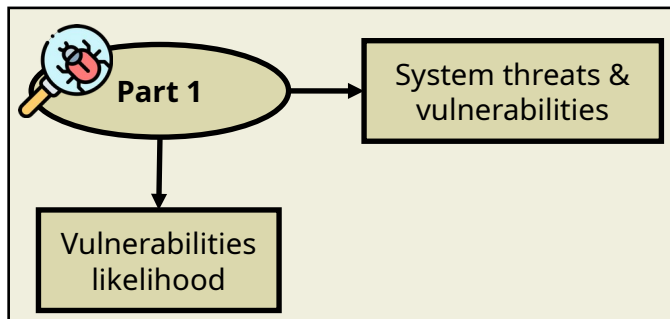 Part 1
System threats &
vulnerabilities
Vulnerabilities
likelihood